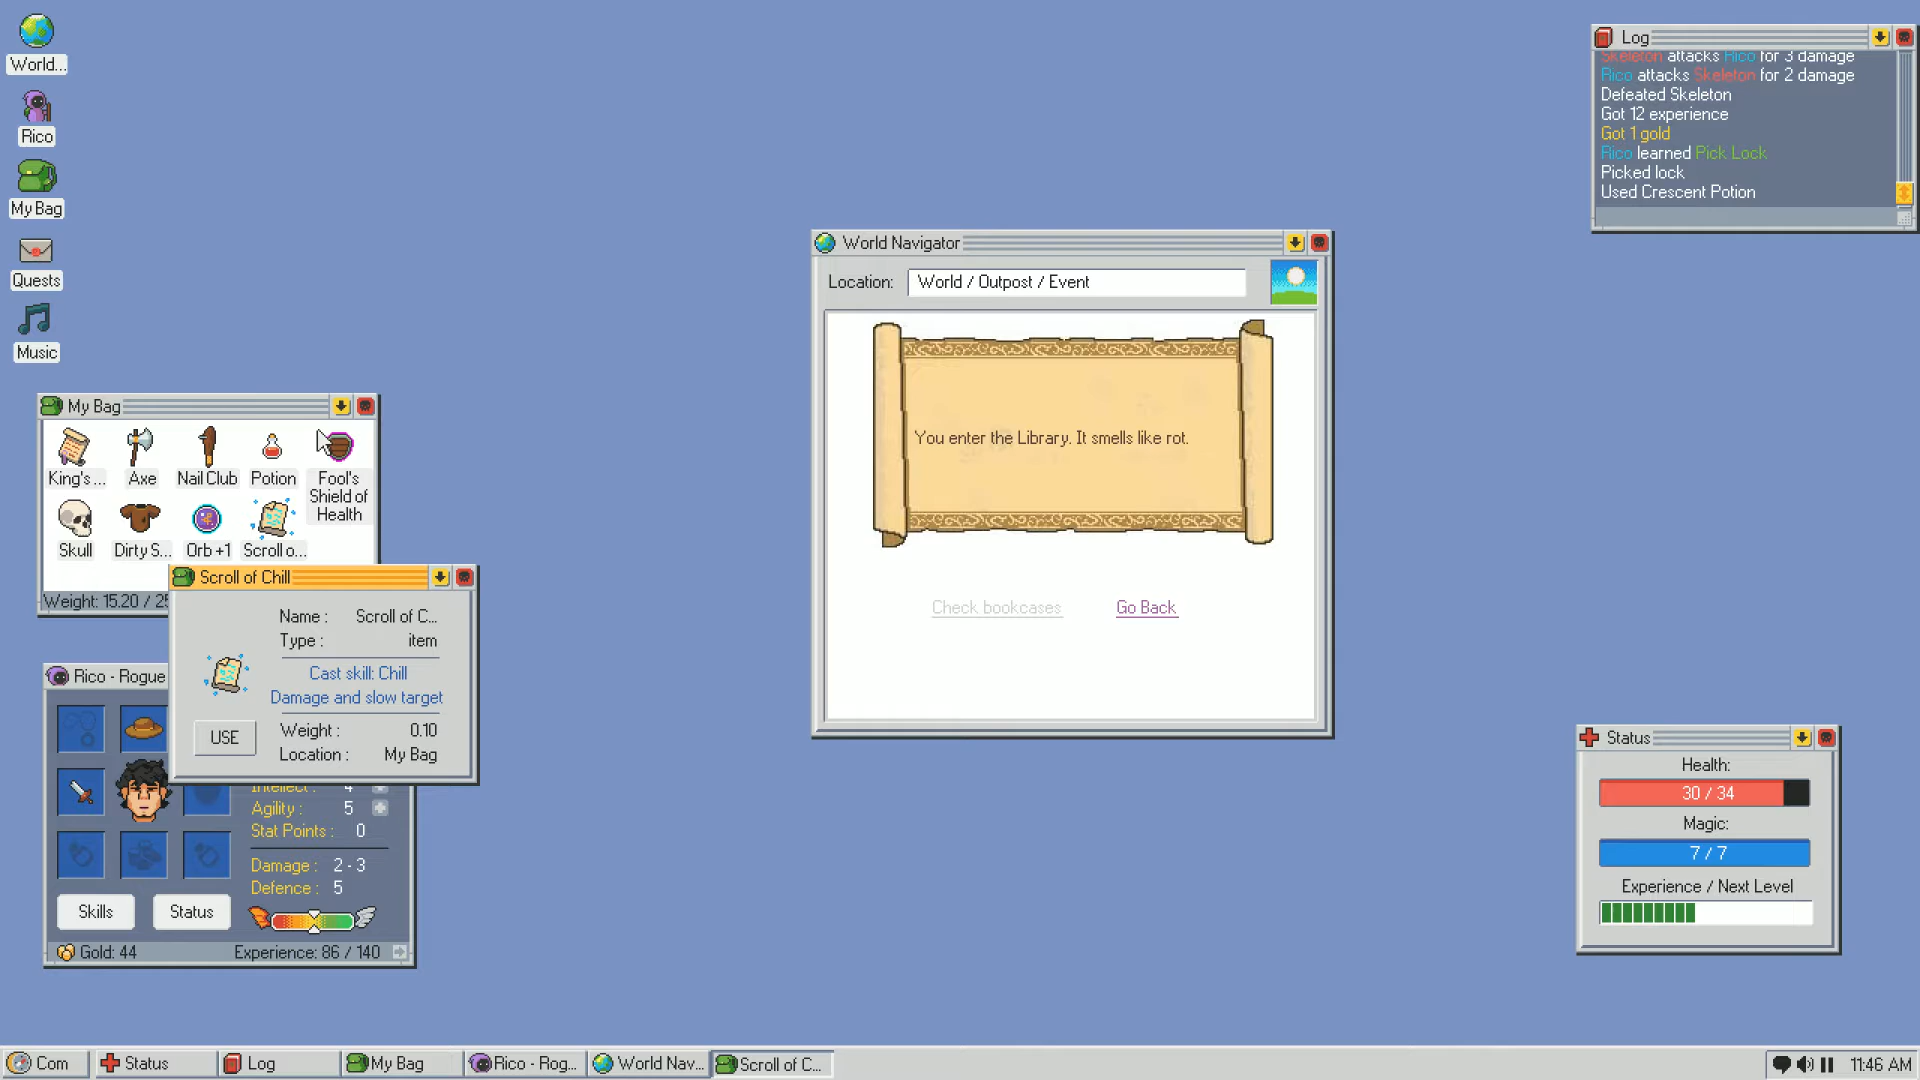 World...
Rico
My Bag
Quests
Music
Log
Skeleton attacks Rico for 3 damage
Rico attacks Skeleton for 2 damage
Defeated Skeleton
Got 12 experience
Got 1 gold
Rico learned Pick Lock
Picked lock
Used Crescent Potion
World Navigator
Location: World / Outpost / Event
You enter the Library. It smells like rot.
Check bookcases Go Back
My Bag
King's ... Axe Nail Club Potion Fool's
Shield of
Health
Skull Dirty S... Orb +1 Scroll o...
Weight: 15.20 / 25
Scroll of Chill
Name : Scroll of C...
Type : item
Cast skill: Chill
Damage and slow target
USE
Weight : 0.10
Location : My Bag
Rico - Rogue
Intellect : 4
Agility : 5
Stat Points : 0
Damage : 2 - 3
Defence : 5
Skills Status
Gold: 44 Experience: 86 / 140
Status
Health:
30 / 34
Magic:
7 / 7
Experience / Next Level
Com Status Log My Bag Rico - Rog... World Nav... Scroll of C... 11:46 AM